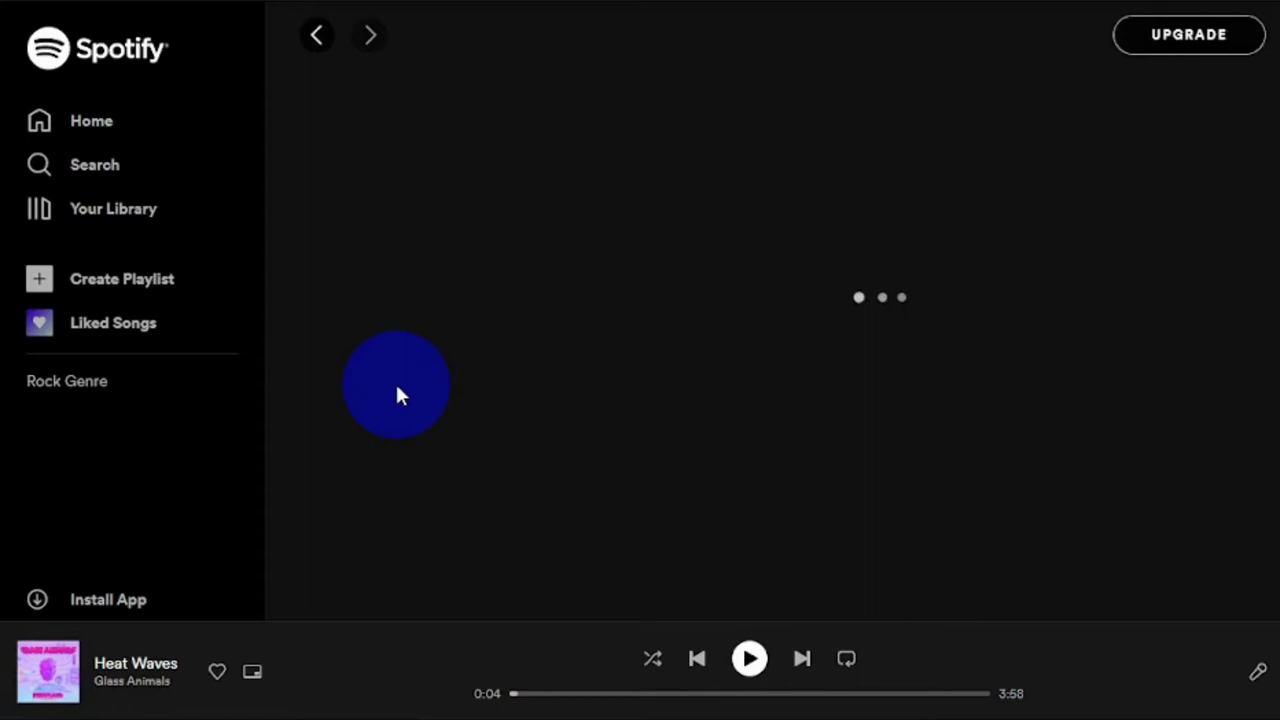 Spotify
UPGRADE
Home
Search
Your Library
Create Playlist
Liked Songs
Rock Genre
Install App
Heat Waves
Glass Animals
0:04
3:58